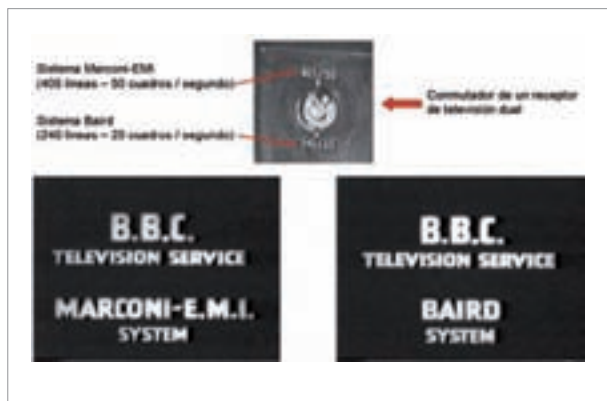 Sistema Marconi-EMI
(405 líneas – 50 cuadros / segundo)
Sistema Baird
(240 líneas – 25 cuadros / segundo)
Conmutador de un receptor
de televisión dual
B.B.C.
TELEVISION SERVICE
MARCONI-E.M.I.
SYSTEM
B.B.C.
TELEVISION SERVICE
BAIRD
SYSTEM